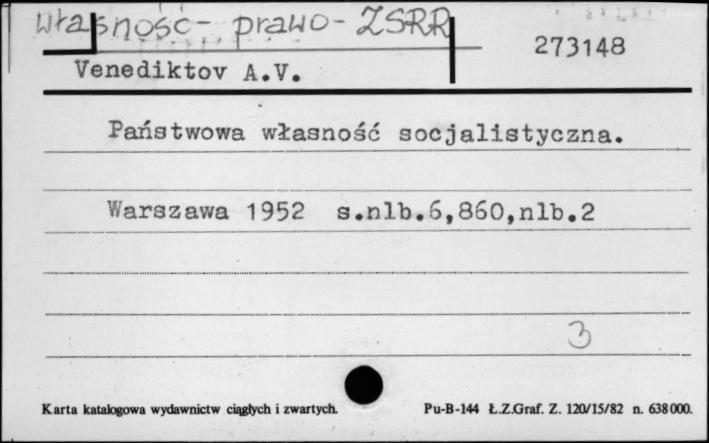 własność - prawo - ZSRR
273148
Venediktov A.V.
Państwowa własność socjalistyczna.
Warszawa 1952 s.nlb.6,860,nlb.2
3
Karta katalogowa wydawnictw ciągłych i zwartych. Pu-B-144 Ł.Z.Graf. Z. 120/15/82 n. 638000.